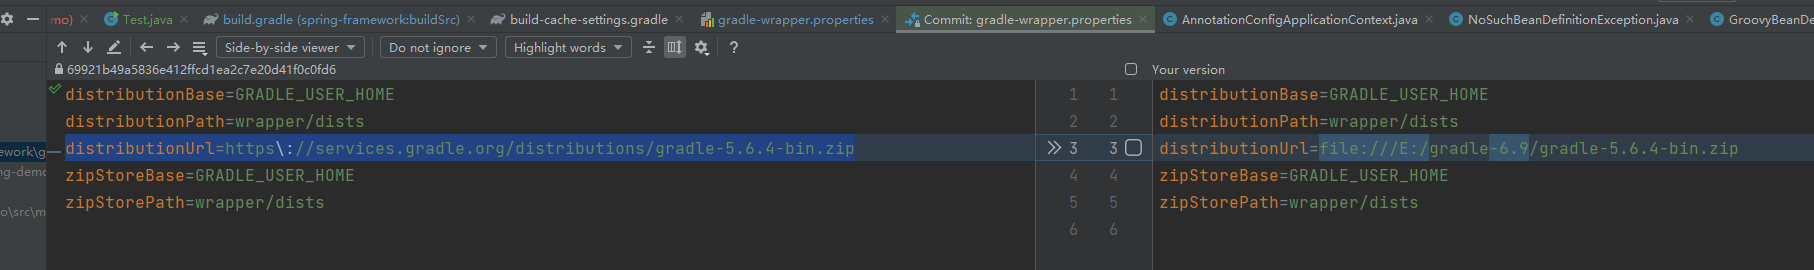 mo) Test.java build.gradle (spring-framework:buildSrc) build-cache-settings.gradle gradle-wrapper.properties Commit: gradle-wrapper.properties AnnotationConfigApplicationContext.java NoSuchBeanDefinitionException.java GroovyBeanDe
Side-by-side viewer Do not ignore Highlight words ?
69921b49a5836e412ffcd1ea2c7e20d41f0c0fd6 Your version
distributionBase=GRADLE_USER_HOME 1 1 distributionBase=GRADLE_USER_HOME
distributionPath=wrapper/dists 2 2 distributionPath=wrapper/dists
ework\g distributionUrl=https\://services.gradle.org/distributions/gradle-5.6.4-bin.zip 3 3 distributionUrl=file:///E:/gradle-6.9/gradle-5.6.4-bin.zip
ng-demo zipStoreBase=GRADLE_USER_HOME 4 4 zipStoreBase=GRADLE_USER_HOME
o\src\m zipStorePath=wrapper/dists 5 5 zipStorePath=wrapper/dists
6 6